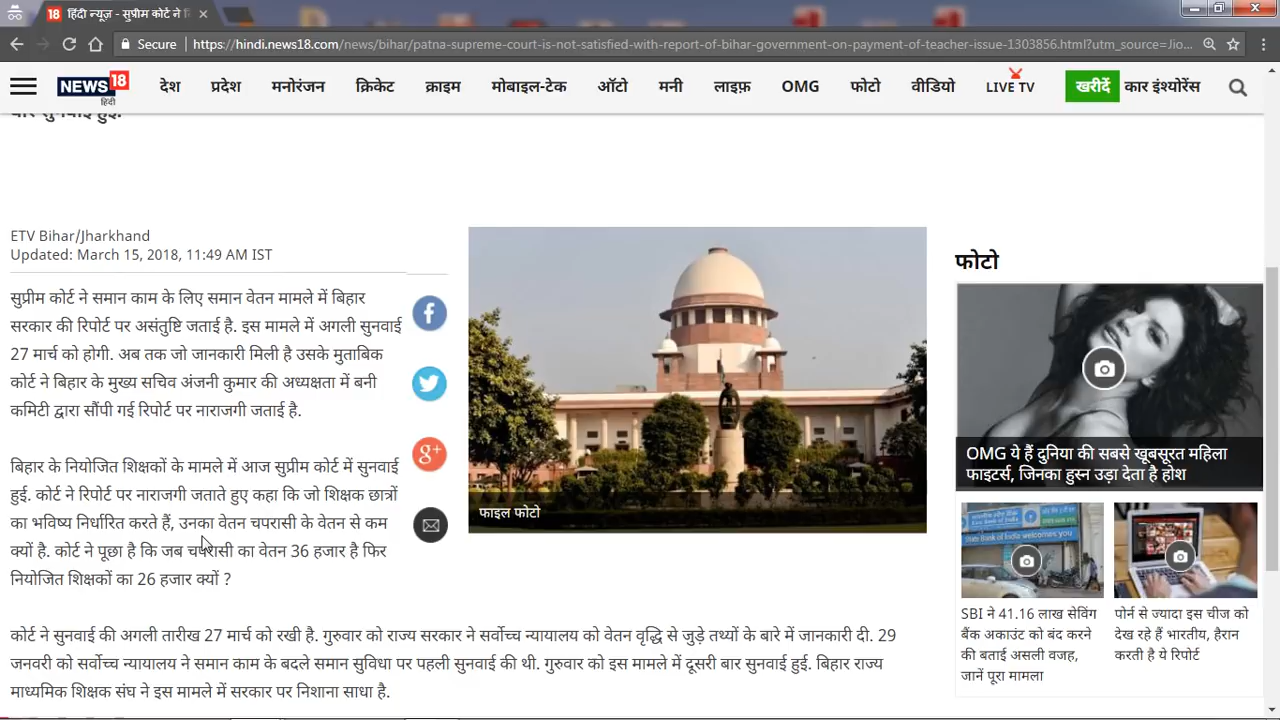 18 हिंदी न्यूज़ - सुप्रीम कोर्ट ने
Secure
https://hindi.news18.com/news/bihar/patna-supreme-court-is-not-satisfied-with-report-of-bihar-government-on-payment-of-teacher-issue-1303856.html?utm_source=Jio...
NEWS 18
हिंदी
देश
प्रदेश
मनोरंजन
क्रिकेट
क्राइम
मोबाइल-टेक
ऑटो
मनी
लाइफ़
OMG
फोटो
वीडियो
LIVE TV
खरीदें
कार इंश्योरेंस
बार सुनवाई हुई.
ETV Bihar/Jharkhand
Updated: March 15, 2018, 11:49 AM IST
सुप्रीम कोर्ट ने समान काम के लिए समान वेतन मामले में बिहार
सरकार की रिपोर्ट पर असंतुष्टि जताई है. इस मामले में अगली सुनवाई
27 मार्च को होगी. अब तक जो जानकारी मिली है उसके मुताबिक
कोर्ट ने बिहार के मुख्य सचिव अंजनी कुमार की अध्यक्षता में बनी
कमिटी द्वारा सौंपी गई रिपोर्ट पर नाराजगी जताई है.
बिहार के नियोजित शिक्षकों के मामले में आज सुप्रीम कोर्ट में सुनवाई
हुई. कोर्ट ने रिपोर्ट पर नाराजगी जताते हुए कहा कि जो शिक्षक छात्रों
का भविष्य निर्धारित करते हैं, उनका वेतन चपरासी के वेतन से कम
क्यों है. कोर्ट ने पूछा है कि जब चपरासी का वेतन 36 हजार है फिर
नियोजित शिक्षकों का 26 हजार क्यों ?
कोर्ट ने सुनवाई की अगली तारीख 27 मार्च को रखी है. गुरुवार को राज्य सरकार ने सर्वोच्च न्यायालय को वेतन वृद्धि से जुड़े तथ्यों के बारे में जानकारी दी. 29
जनवरी को सर्वोच्च न्यायालय ने समान काम के बदले समान सुविधा पर पहली सुनवाई की थी. गुरुवार को इस मामले में दूसरी बार सुनवाई हुई. बिहार राज्य
माध्यमिक शिक्षक संघ ने इस मामले में सरकार पर निशाना साधा है.
फाइल फोटो
फोटो
OMG ये हैं दुनिया की सबसे खूबसूरत महिला
फाइटर्स, जिनका हुस्न उड़ा देता है होश
State Bank of India welcomes you
SBI ने 41.16 लाख सेविंग
बैंक अकाउंट को बंद करने
की बताई असली वजह,
जानें पूरा मामला
पोर्न से ज्यादा इस चीज को
देख रहे हैं भारतीय, हैरान
करती है ये रिपोर्ट